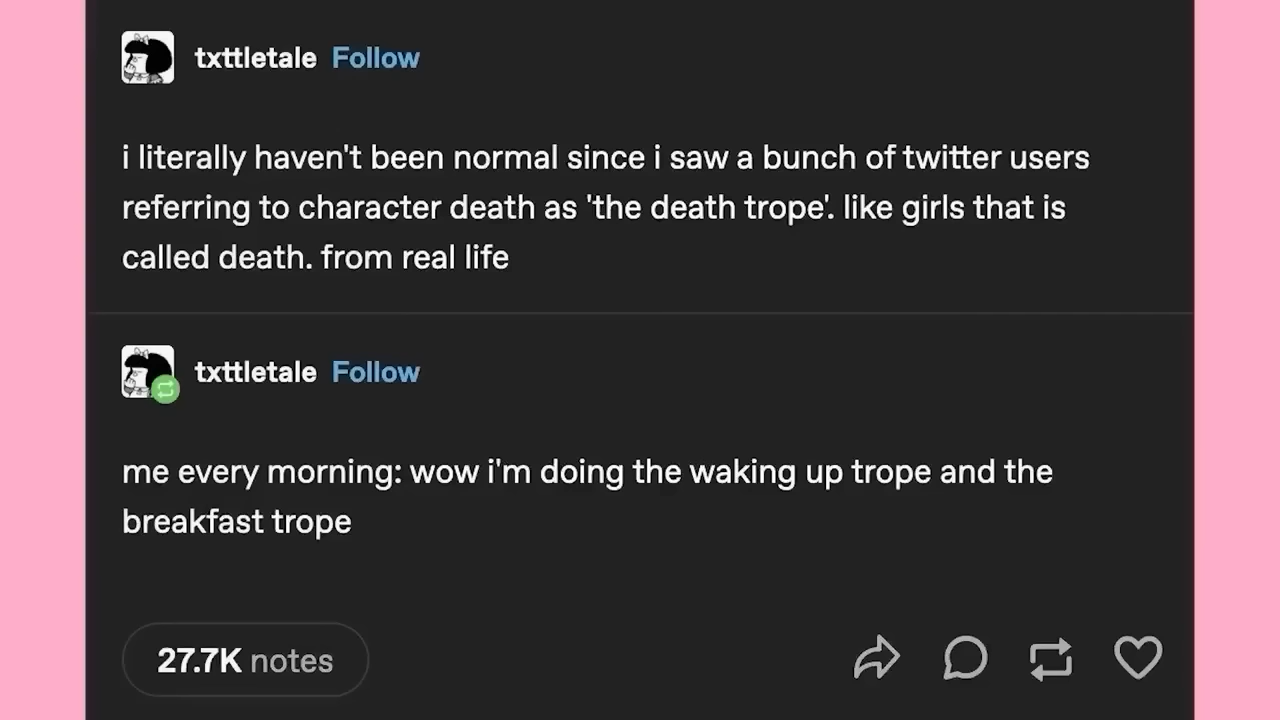 txttletale Follow
i literally haven't been normal since i saw a bunch of twitter users
referring to character death as 'the death trope'. like girls that is
called death. from real life
txttletale Follow
me every morning: wow i'm doing the waking up trope and the
breakfast trope
27.7K notes